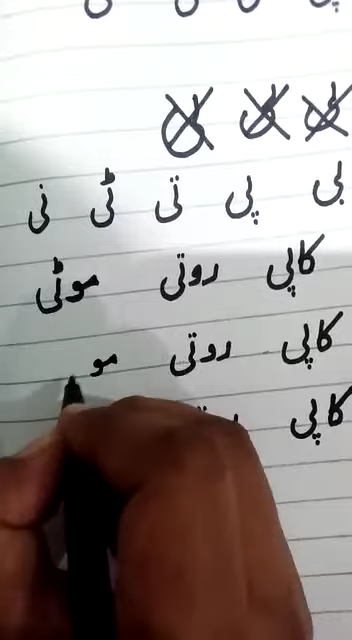 بی پی تی ٹی نی
کاپی روتی موٹی
کاپی روتی مو
کاپی